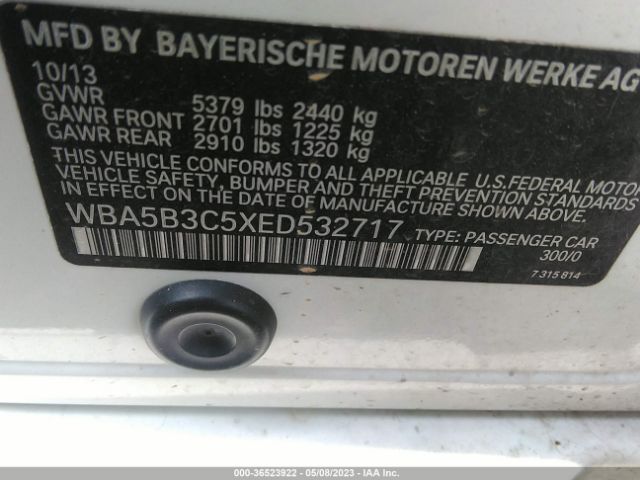 MFD BY BAYERISCHE MOTOREN WERKE AG
10/13
GVWR 5379 lbs 2440 kg
GAWR FRONT 2701 lbs 1225 kg
GAWR REAR 2910 lbs 1320 kg
THIS VEHICLE CONFORMS TO ALL APPLICABLE U.S.FEDERAL MOTOR
VEHICLE SAFETY, BUMPER AND THEFT PREVENTION STANDARDS
IN EFFECT ON THE DATE OF MANUFACTURE SHOWN ABOVE.
WBA5B3C5XED532717 TYPE: PASSENGER CAR
300/0
7 315 814
000-36523922 - 05/08/2023 - IAA Inc.